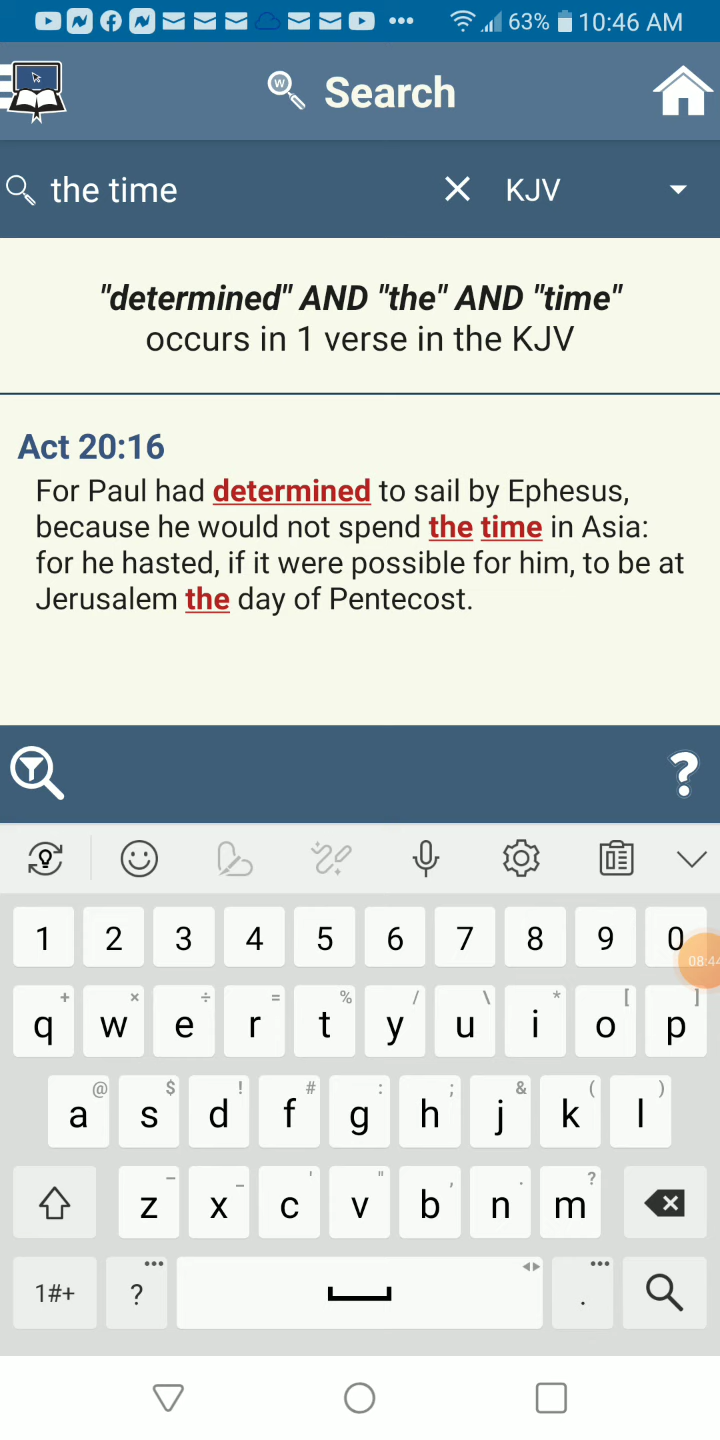 63% 10:46 AM
W Search
the time KJV
"determined" AND "the" AND "time"
occurs in 1 verse in the KJV
Act 20:16
For Paul had determined to sail by Ephesus,
because he would not spend the time in Asia:
for he hasted, if it were possible for him, to be at
Jerusalem the day of Pentecost.
?
1 2 3 4 5 6 7 8 9 0
08:44
+ × ÷ = % / \ * [ ]
q w e r t y u i o p
@ $ ! # : ; & ( )
a s d f g h j k l
– _ ' " , . ?
z x c v b n m
1#+ ? .